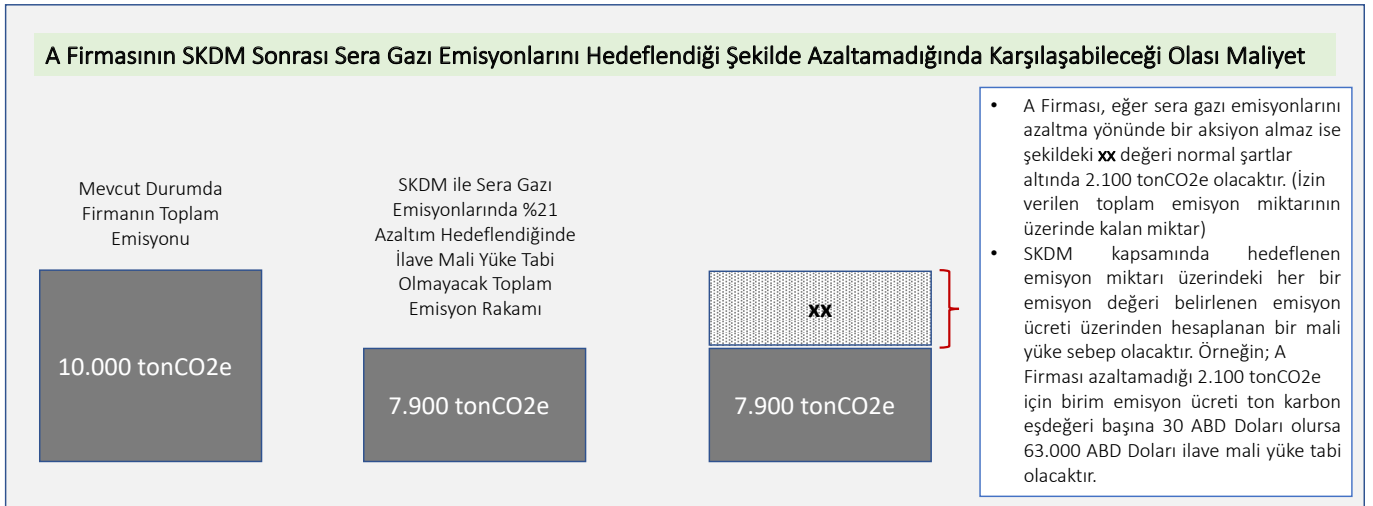 A Firmasının SKDM Sonrası Sera Gazı Emisyonlarını Hedeflendiği Şekilde Azaltamadığında Karşılaşabileceği Olası Maliyet
Mevcut Durumda
Firmanın Toplam
Emisyonu
10.000 tonCO2e
SKDM ile Sera Gazı
Emisyonlarında %21
Azaltım Hedeflendiğinde
İlave Mali Yüke Tabi
Olmayacak Toplam
Emisyon Rakamı
7.900 tonCO2e
xx
7.900 tonCO2e
• A Firması, eğer sera gazı emisyonlarını
azaltma yönünde bir aksiyon almaz ise
şekildeki xx değeri normal şartlar
altında 2.100 tonCO2e olacaktır. (İzin
verilen toplam emisyon miktarının
üzerinde kalan miktar)
• SKDM kapsamında hedeflenen
emisyon miktarı üzerindeki her bir
emisyon değeri belirlenen emisyon
ücreti üzerinden hesaplanan bir mali
yüke sebep olacaktır. Örneğin; A
Firması azaltamadığı 2.100 tonCO2e
için birim emisyon ücreti ton karbon
eşdeğeri başına 30 ABD Doları olursa
63.000 ABD Doları ilave mali yüke tabi
olacaktır.